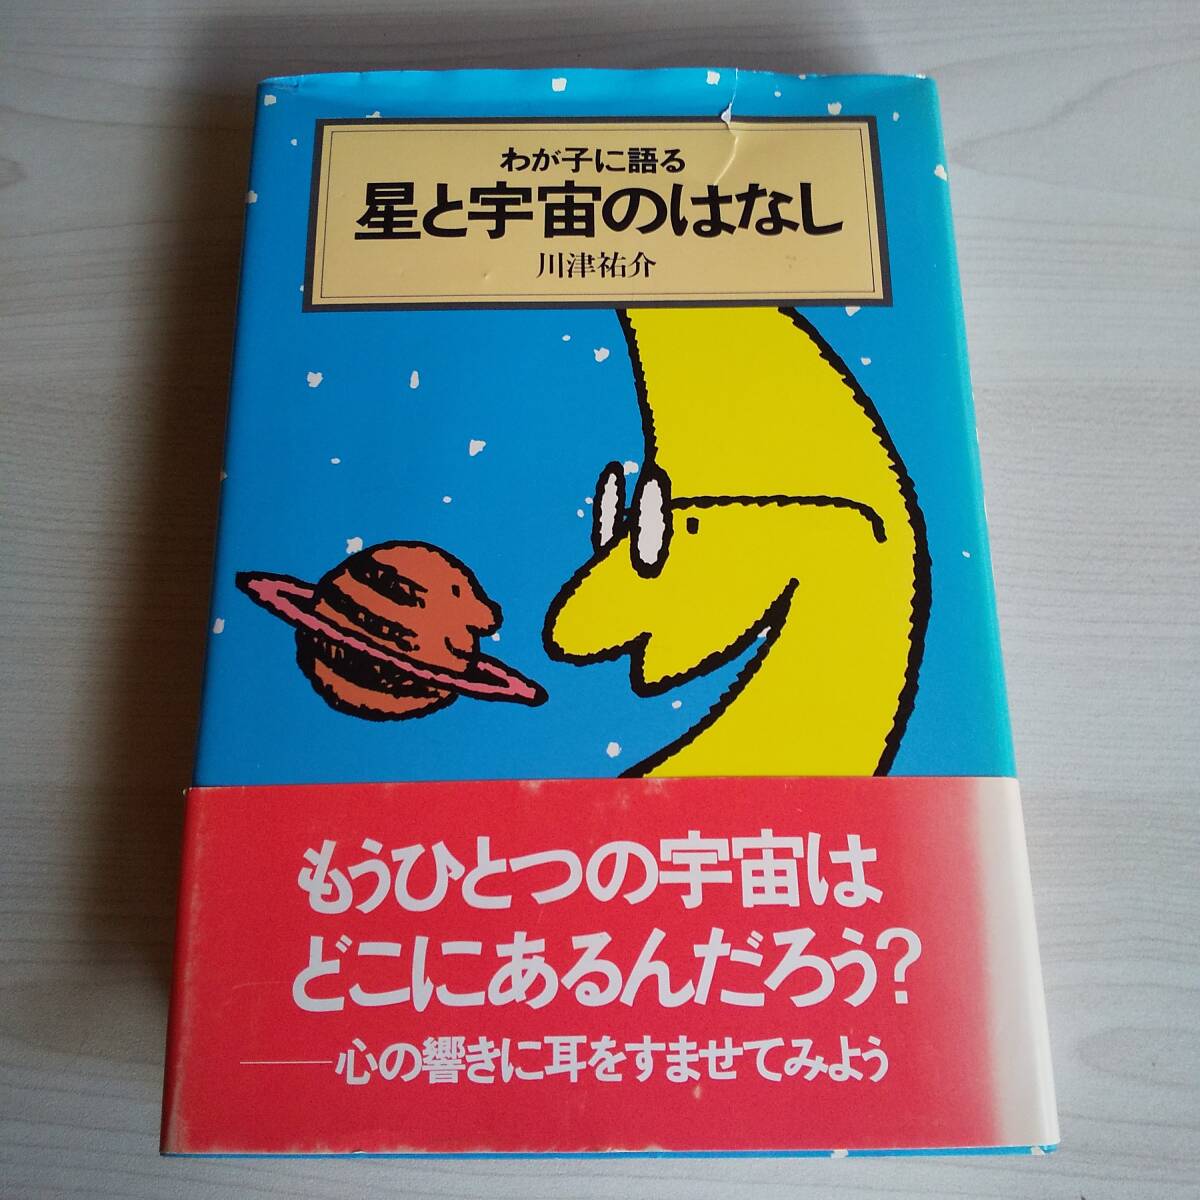 わが子に語る
星と宇宙のはなし
川津祐介
もうひとつの宇宙は
どこにあるんだろう?
――心の響きに耳をすませてみよう